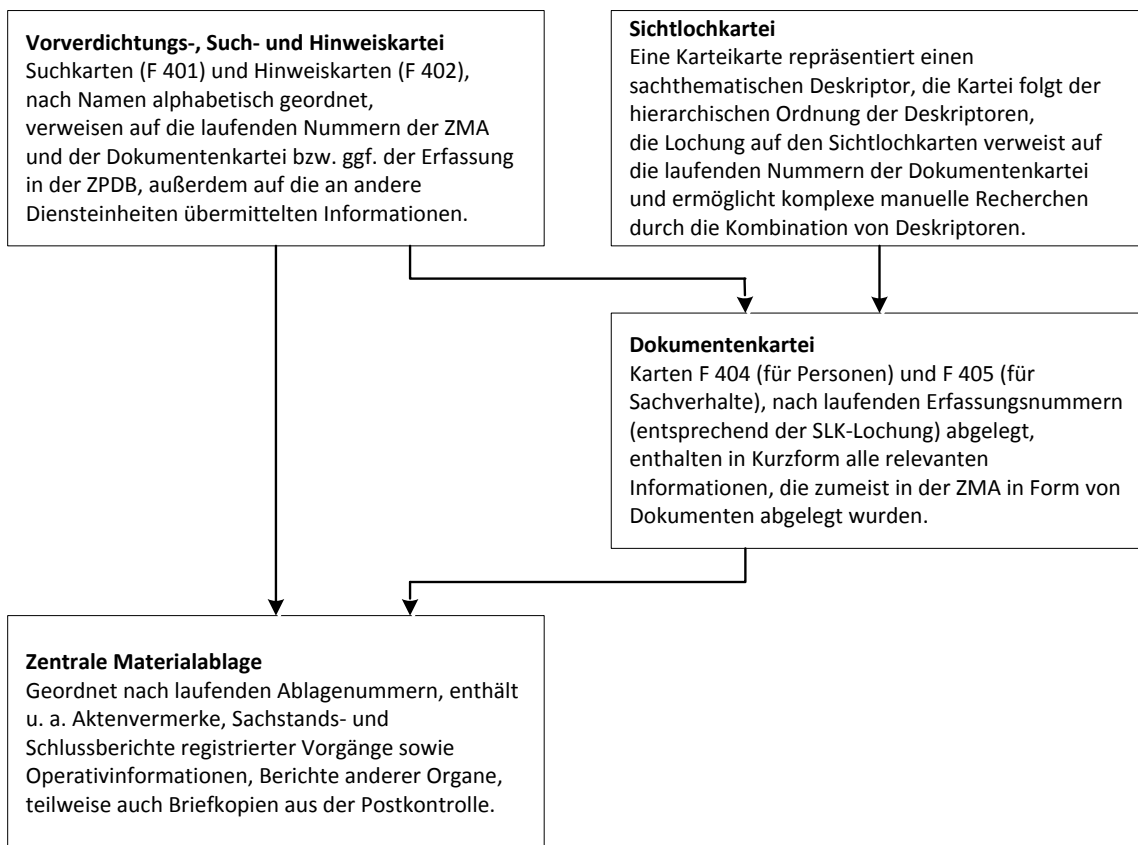 Vorverdichtungs-, Such- und Hinweiskartei
Suchkarten (F 401) und Hinweiskarten (F 402),
nach Namen alphabetisch geordnet,
verweisen auf die laufenden Nummern der ZMA
und der Dokumentenkartei bzw. ggf. der Erfassung
in der ZPDB, außerdem auf die an andere
Diensteinheiten übermittelten Informationen.
Sichtlochkartei
Eine Karteikarte repräsentiert einen
sachthematischen Deskriptor, die Kartei folgt der
hierarchischen Ordnung der Deskriptoren,
die Lochung auf den Sichtlochkarten verweist auf
die laufenden Nummern der Dokumentenkartei
und ermöglicht komplexe manuelle Recherchen
durch die Kombination von Deskriptoren.
Dokumentenkartei
Karten F 404 (für Personen) und F 405 (für
Sachverhalte), nach laufenden Erfassungsnummern
(entsprechend der SLK-Lochung) abgelegt,
enthalten in Kurzform alle relevanten
Informationen, die zumeist in der ZMA in Form von
Dokumenten abgelegt wurden.
Zentrale Materialablage
Geordnet nach laufenden Ablagenummern, enthält
u. a. Aktenvermerke, Sachstands- und
Schlussberichte registrierter Vorgänge sowie
Operativinformationen, Berichte anderer Organe,
teilweise auch Briefkopien aus der Postkontrolle.